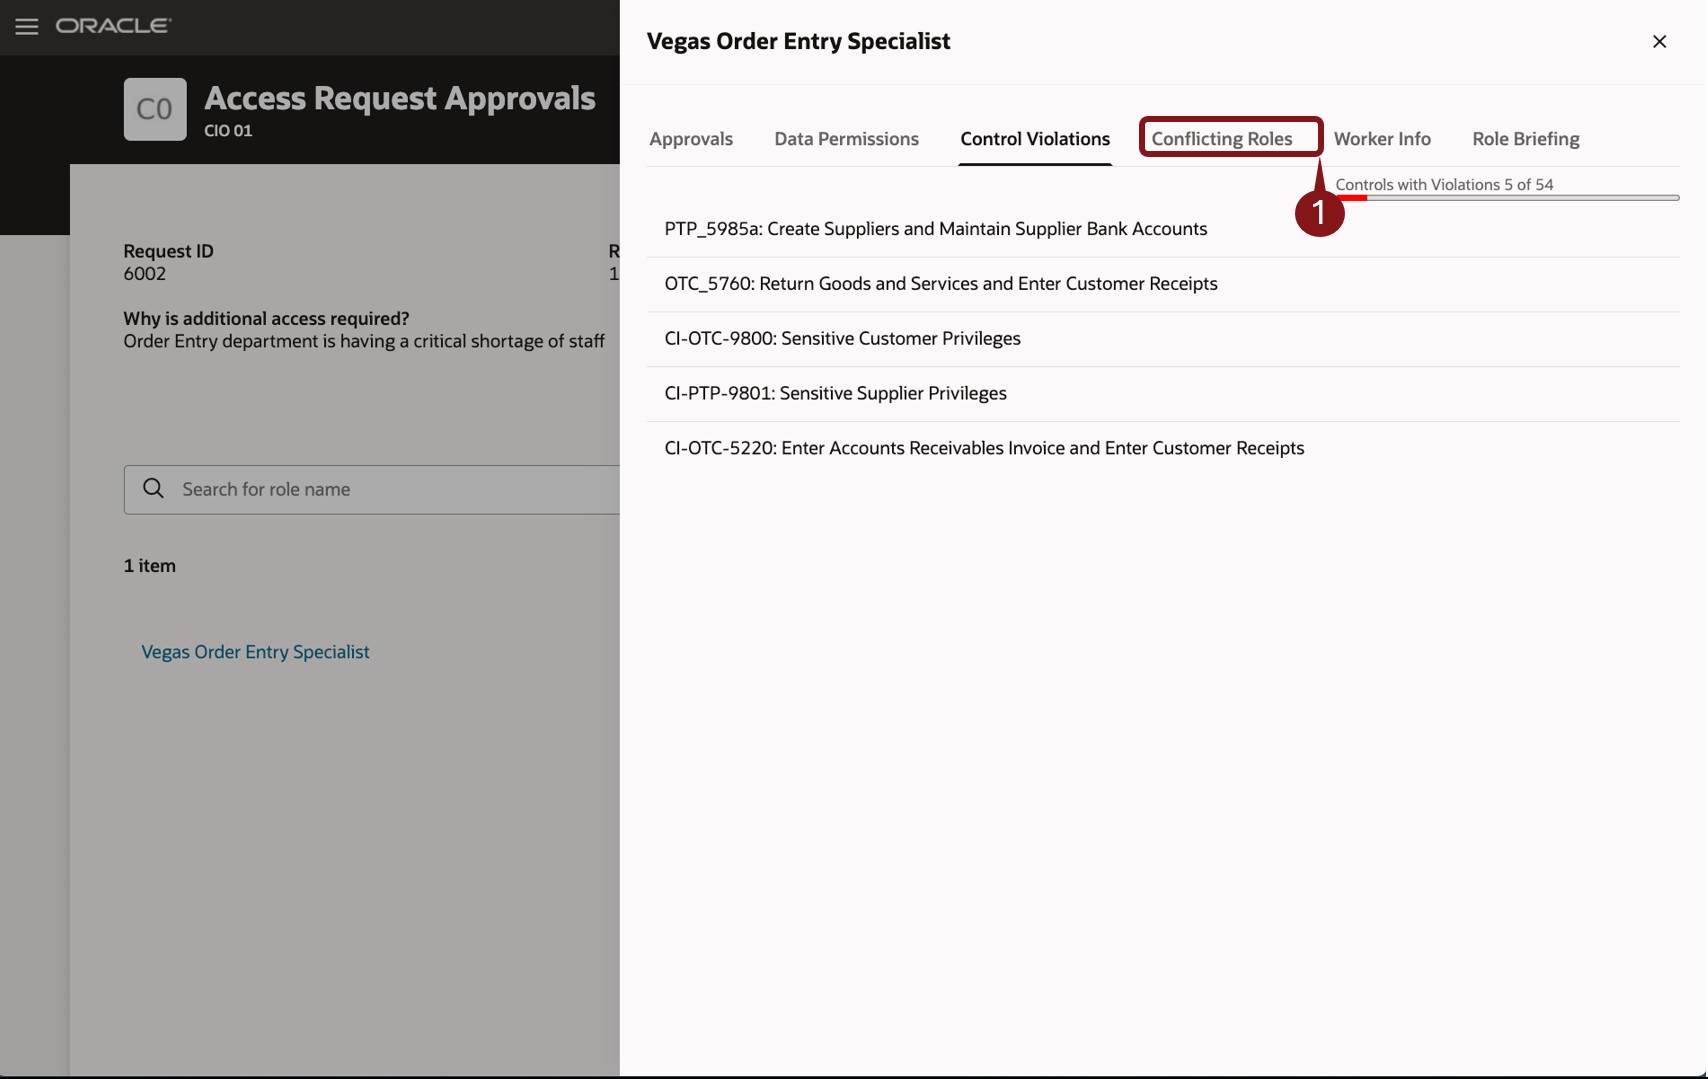 ORACLE
Access Request Approvals
C0
CIO 01
Request ID
6002
R
1
Why is additional access required?
Order Entry department is having a critical shortage of staff
Search for role name
1 item
Vegas Order Entry Specialist
Vegas Order Entry Specialist
Approvals Data Permissions Control Violations Conflicting Roles Worker Info Role Briefing
Controls with Violations 5 of 54
1
PTP_5985a: Create Suppliers and Maintain Supplier Bank Accounts
OTC_5760: Return Goods and Services and Enter Customer Receipts
CI-OTC-9800: Sensitive Customer Privileges
CI-PTP-9801: Sensitive Supplier Privileges
CI-OTC-5220: Enter Accounts Receivables Invoice and Enter Customer Receipts